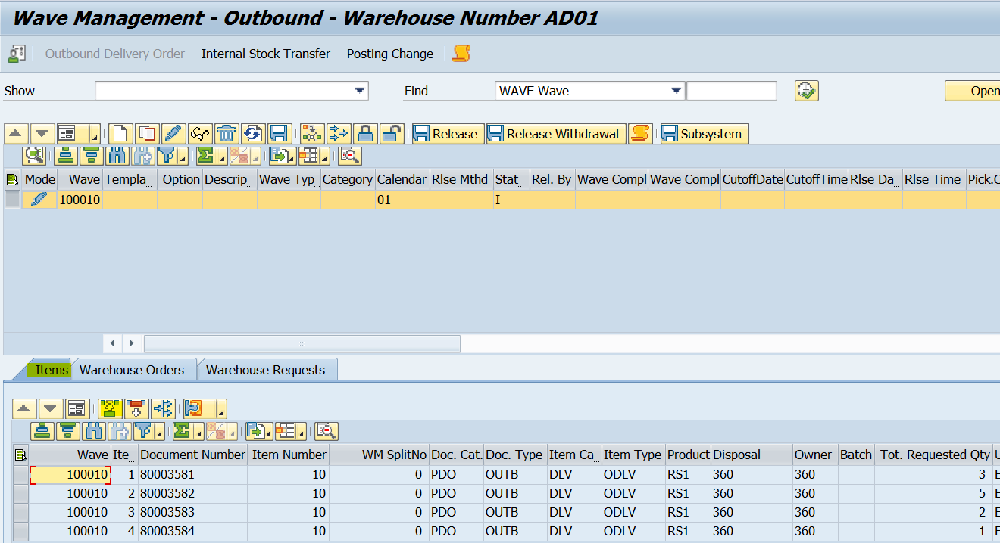 Wave Management - Outbound - Warehouse Number AD01
Outbound Delivery Order Internal Stock Transfer Posting Change
Show Find WAVE Wave Open
Release Release Withdrawal Subsystem
Mode Wave Templa... Option Descrip... Wave Typ... Category Calendar Rlse Mthd Stat... Rel. By Wave Compl Wave Compl CutoffDate CutoffTime Rlse Da... Rlse Time Pick.C
100010 01 I
Items Warehouse Orders Warehouse Requests
Wave Ite... Document Number Item Number WM SplitNo Doc. Cat. Doc. Type Item Ca... Item Type Product Disposal Owner Batch Tot. Requested Qty U
100010 1 80003581 10 0 PDO OUTB DLV ODLV RS1 360 360 3 E
100010 2 80003582 10 0 PDO OUTB DLV ODLV RS1 360 360 5 E
100010 3 80003583 10 0 PDO OUTB DLV ODLV RS1 360 360 2 E
100010 4 80003584 10 0 PDO OUTB DLV ODLV RS1 360 360 1 E